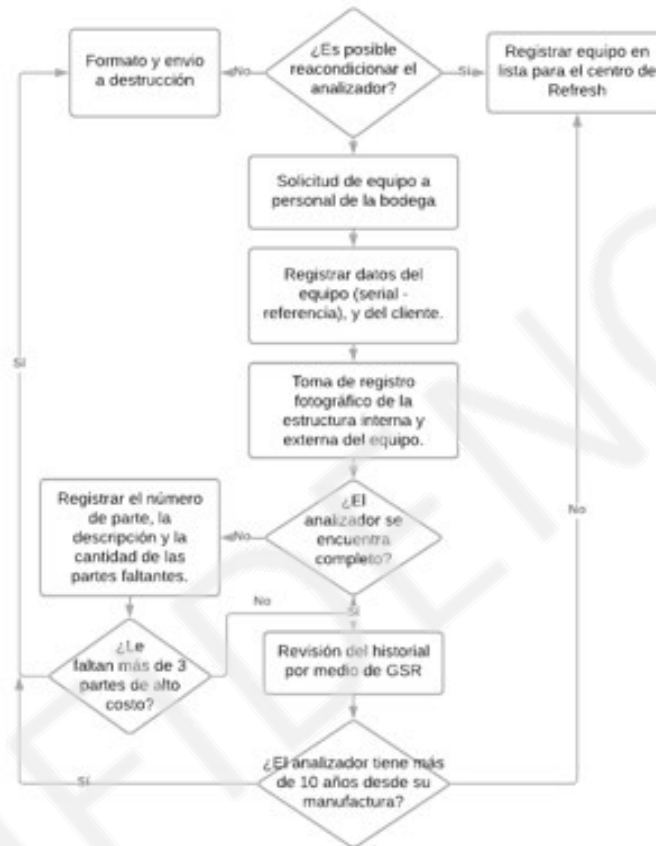 Formato y envio
a destrucción
No
¿Es posible
reacondicionar el
analizador?
Sí
Registrar equipo en
lista para el centro de
Refresh
Solicitud de equipo a
personal de la bodega
Registrar datos del
equipo (serial -
referencia), y del cliente.
Toma de registro
fotográfico de la
estructura interna y
externa del equipo.
Sí
Registrar el número
de parte, la
descripción y la
cantidad de las
partes faltantes.
No
¿El
analizador se
encuentra
completo?
No
No
Sí
¿Le
faltan más de 3
partes de alto
costo?
Revisión del historial
por medio de GSR
Sí
¿El analizador tiene más
de 10 años desde su
manufactura?